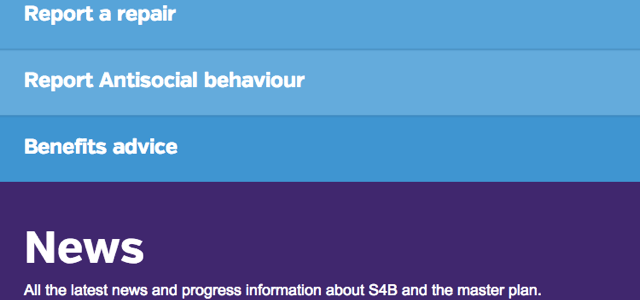 Report a repair
Report Antisocial behaviour
Benefits advice
News
All the latest news and progress information about S4B and the master plan.